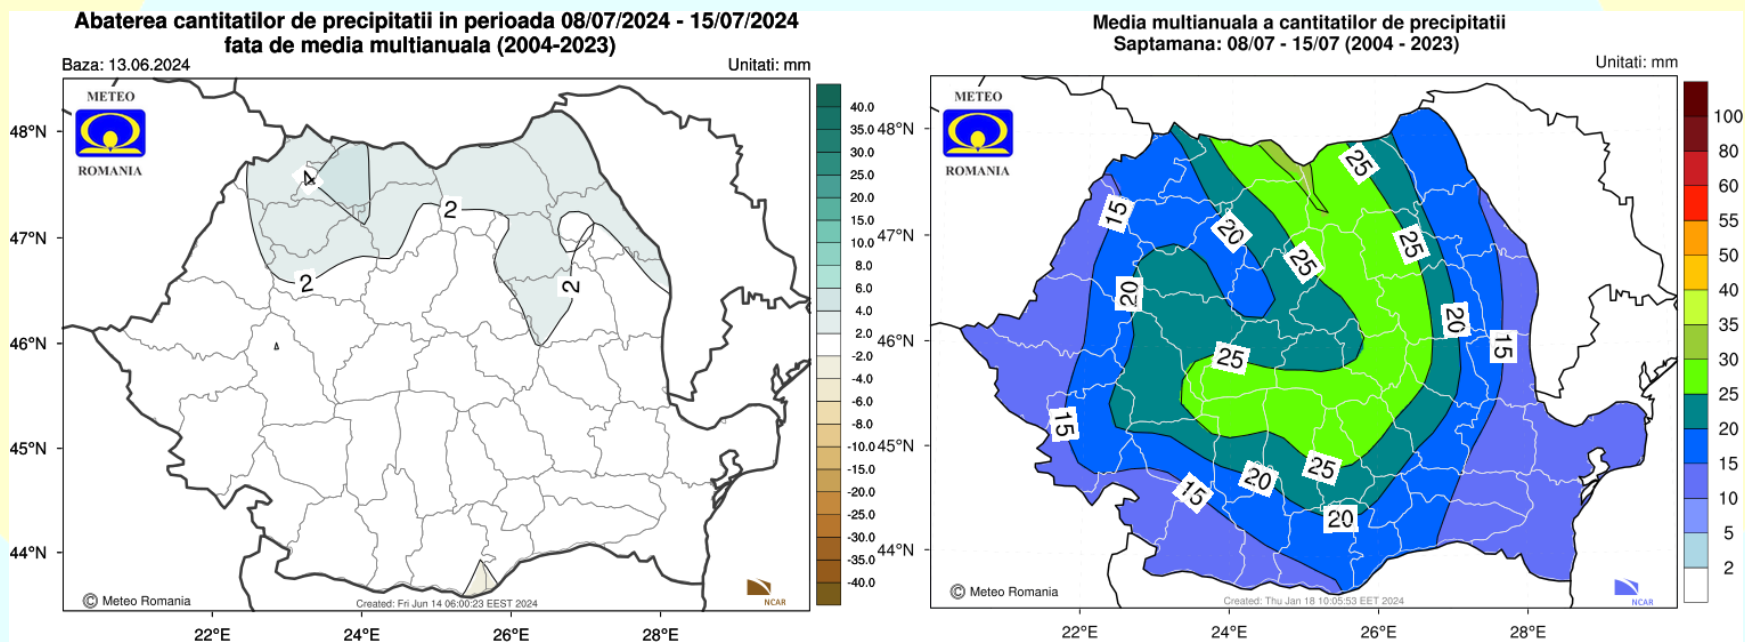 Abaterea cantitatilor de precipitatii in perioada 08/07/2024 - 15/07/2024
fata de media multianuala (2004-2023)
Baza: 13.06.2024
Unitati: mm
METEO
ROMANIA
48°N
47°N
46°N
45°N
44°N
22°E
24°E
26°E
28°E
4
2
2
2
40.0
35.0
30.0
25.0
20.0
15.0
10.0
8.0
6.0
4.0
2.0
-2.0
-4.0
-6.0
-8.0
-10.0
-15.0
-20.0
-25.0
-30.0
-35.0
-40.0
© Meteo Romania
Created: Fri Jun 14 06:00:23 EEST 2024
NCAR
Media multianuala a cantitatilor de precipitatii
Saptamana: 08/07 - 15/07 (2004 - 2023)
Unitati: mm
METEO
ROMANIA
48°N
47°N
46°N
45°N
44°N
22°E
24°E
26°E
28°E
25
15
20
25
25
20
20
15
25
15
25
20
15
20
100
80
60
55
50
40
35
30
25
20
15
10
5
2
© Meteo Romania
Created: Thu Jan 18 10:05:53 EET 2024
NCAR